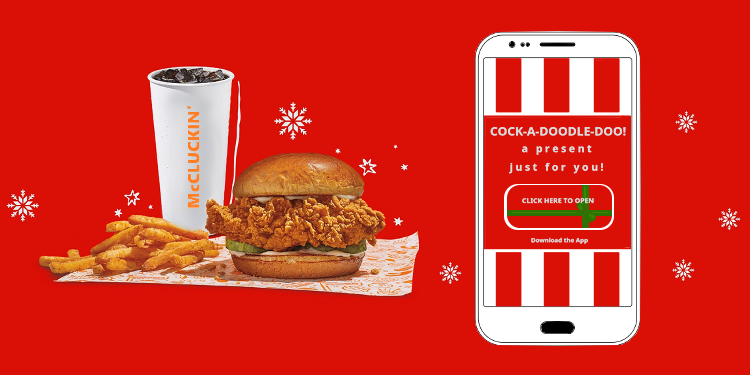 McCLUCKIN'
COCK-A-DOODLE-DOO!
a present
just for you!
CLICK HERE TO OPEN
Download the App